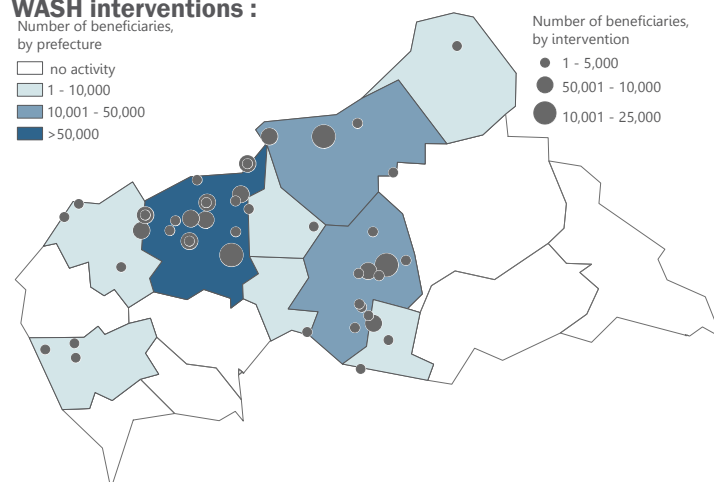 WASH interventions :
Number of beneficiaries,
by prefecture
no activity
1 - 10,000
10,001 - 50,000
>50,000
Number of beneficiaries,
by intervention
1 - 5,000
50,001 - 10,000
10,001 - 25,000